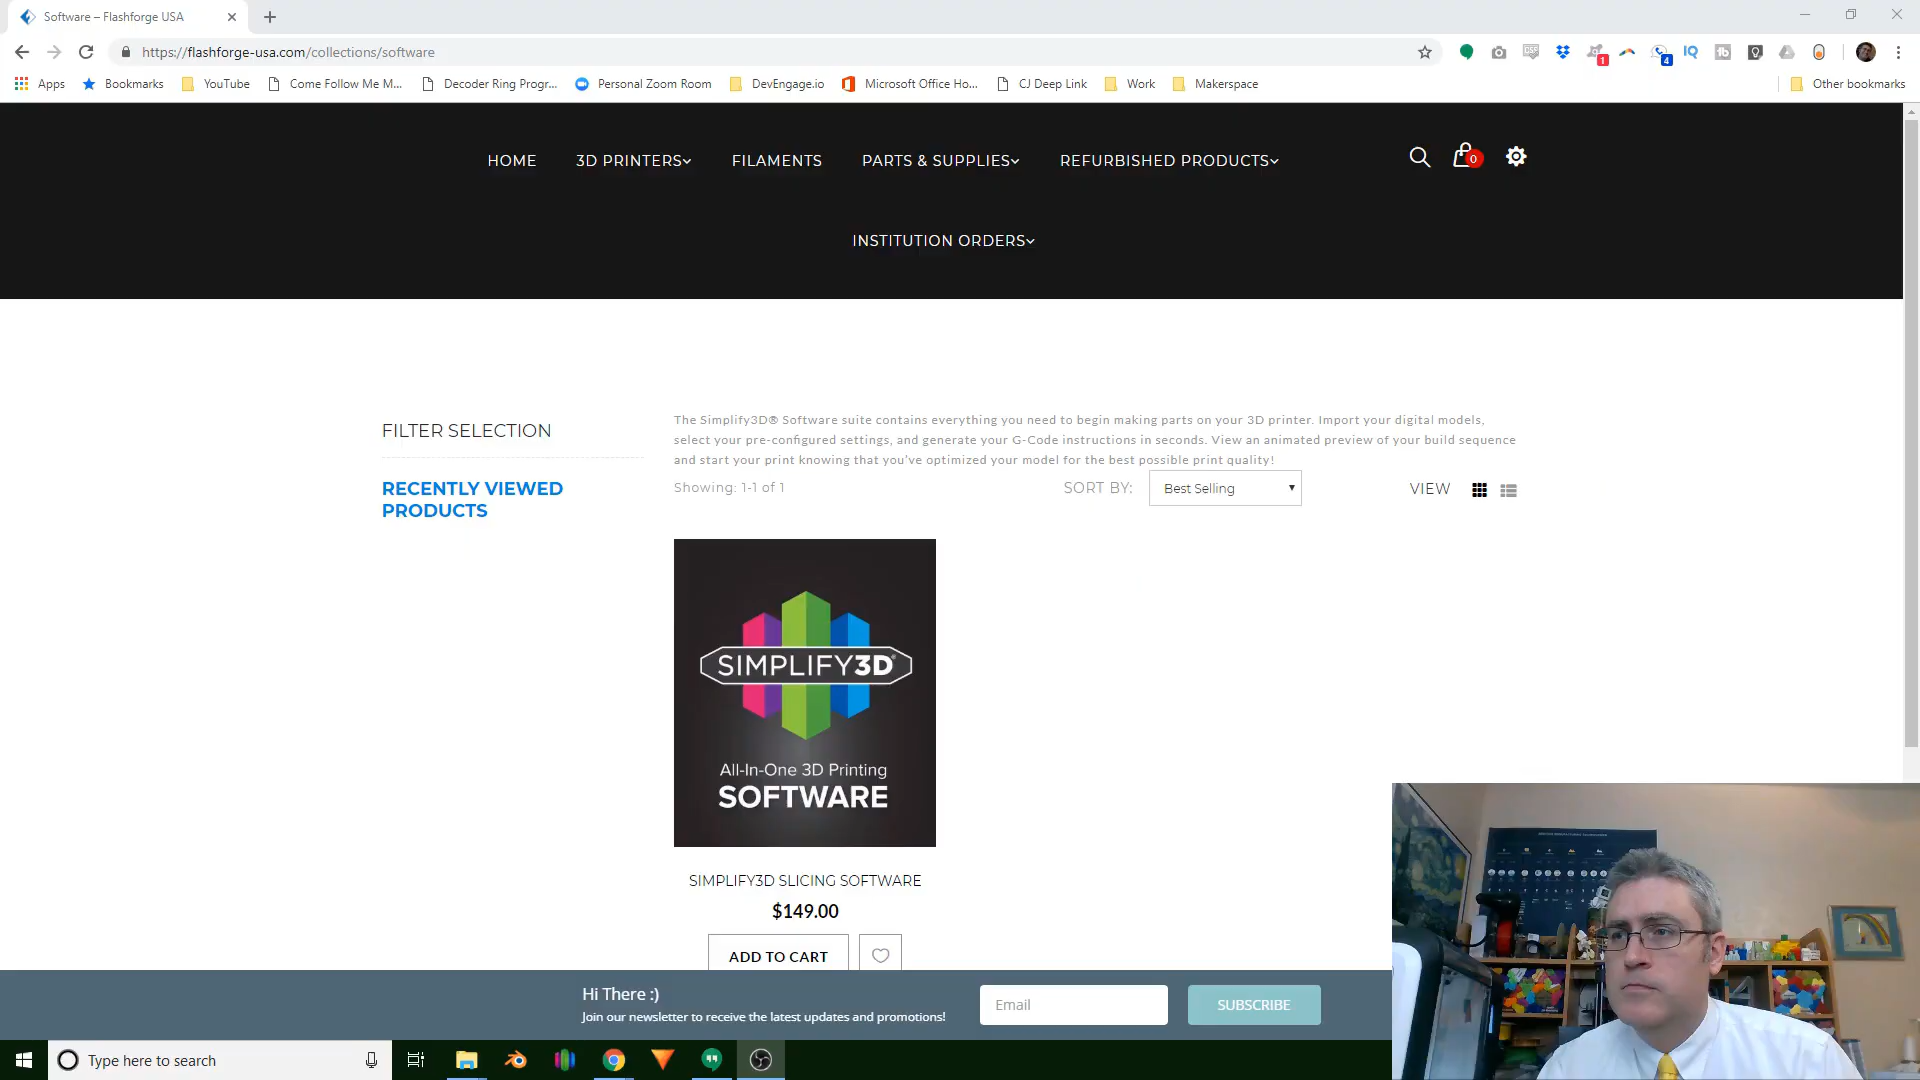 Software – Flashforge USA
https://flashforge-usa.com/collections/software
1
4
Apps
Bookmarks
YouTube
Come Follow Me M...
Decoder Ring Progr...
Personal Zoom Room
DevEngage.io
Microsoft Office Ho...
CJ Deep Link
Work
Makerspace
Other bookmarks
HOME
3D PRINTERS
FILAMENTS
PARTS & SUPPLIES
REFURBISHED PRODUCTS
0
INSTITUTION ORDERS
FILTER SELECTION
RECENTLY VIEWED
PRODUCTS
The Simplify3D® Software suite contains everything you need to begin making parts on your 3D printer. Import your digital models,
select your pre-configured settings, and generate your G-Code instructions in seconds. View an animated preview of your build sequence
and start your print knowing that you've optimized your model for the best possible print quality!
Showing: 1-1 of 1
SORT BY:
Best Selling
VIEW
SIMPLIFY3D®
All-In-One 3D Printing
SOFTWARE
SIMPLIFY3D SLICING SOFTWARE
$149.00
ADD TO CART
Hi There :)
Join our newsletter to receive the latest updates and promotions!
Email
SUBSCRIBE
Type here to search